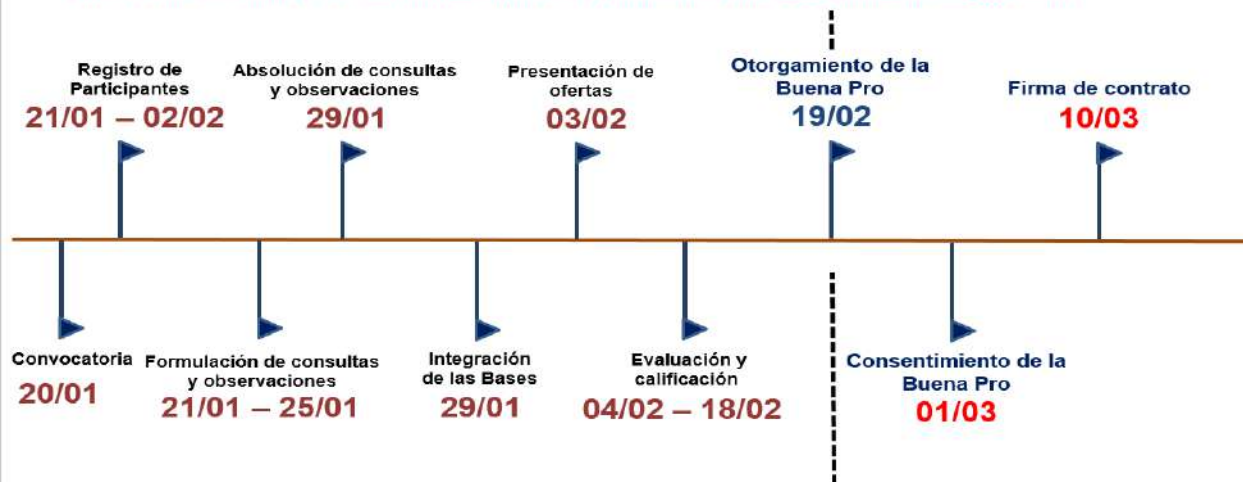 Registro de
Participantes
21/01 – 02/02
Absolución de consultas
y observaciones
29/01
Presentación de
ofertas
03/02
Otorgamiento de la
Buena Pro
19/02
Firma de contrato
10/03
Convocatoria
20/01
Formulación de consultas
y observaciones
21/01 – 25/01
Integración
de las Bases
29/01
Evaluación y
calificación
04/02 – 18/02
Consentimiento de la
Buena Pro
01/03